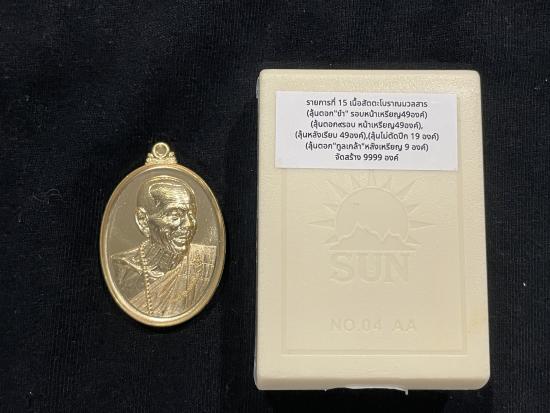 รายการที่ 15 เนื้อสัตตะโบราณมวลสาร
(ลุ้นตอก"ขำ" รอบหน้าเหรียญ49องค์)
(ลุ้นตอก๙รอบ หน้าเหรียญ49องค์),
(ลุ้นหลังเรียบ 49องค์),(ลุ้นไม่ตัดปีก 19 องค์)
(ลุ้นตอก"ทูลเกล้า"หลังเหรียญ 9 องค์)
จัดสร้าง 9999 องค์
SUN
NO.04 AA